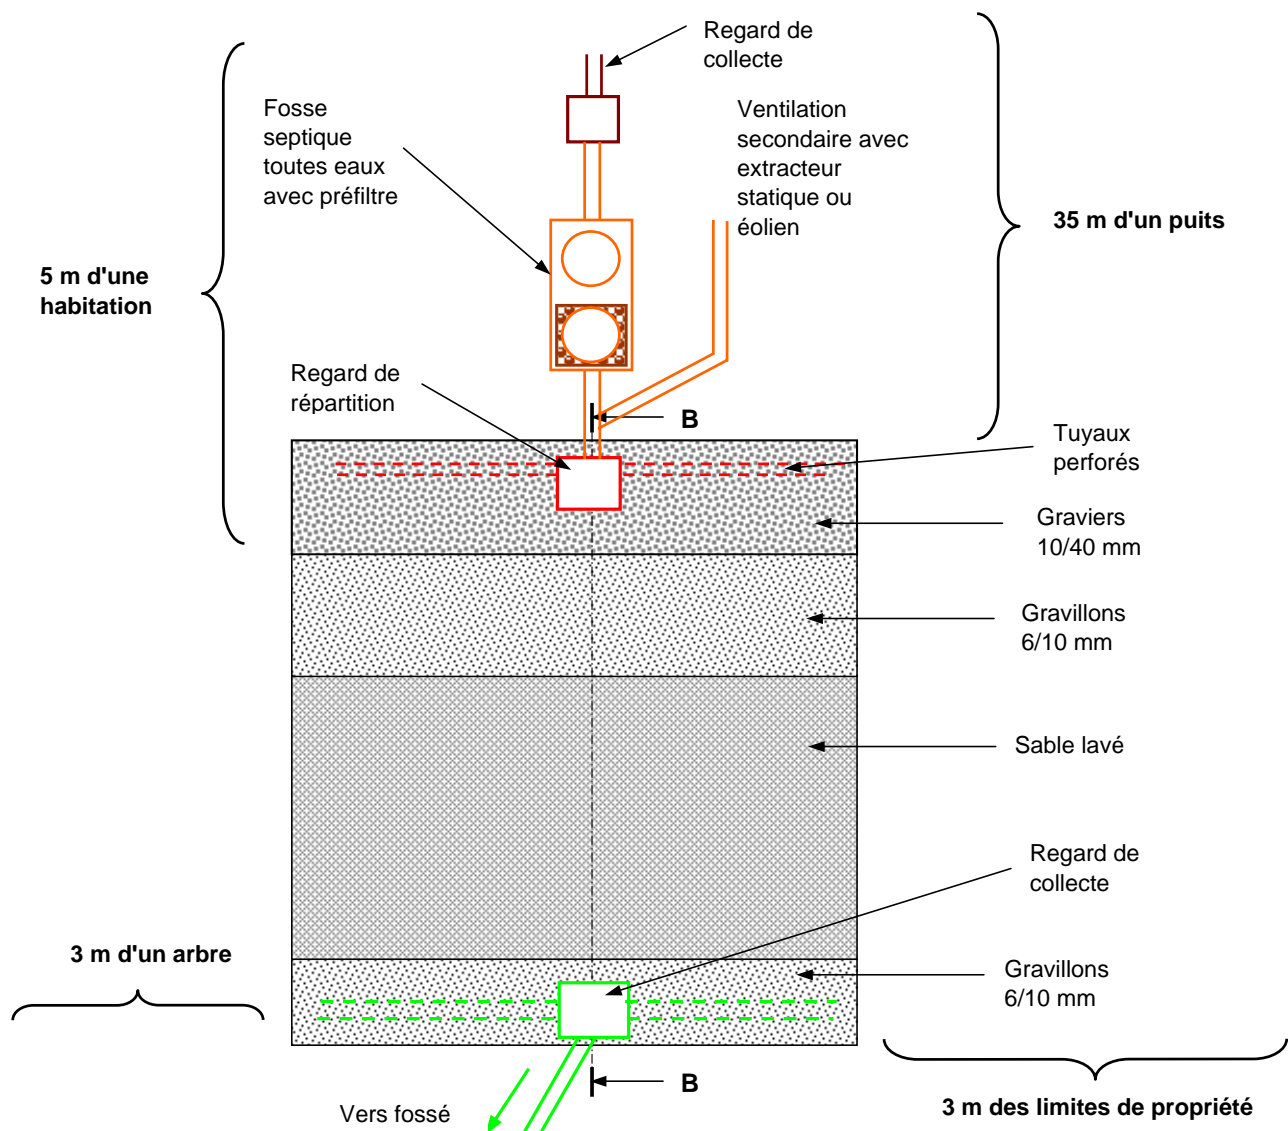 Regard de
collecte
Fosse
septique
toutes eaux
avec préfiltre
Ventilation
secondaire avec
extracteur
statique ou
éolien
35 m d'un puits
5 m d'une
habitation
Regard de
répartition
B
Tuyaux
perforés
Graviers
10/40 mm
Gravillons
6/10 mm
Sable lavé
Regard de
collecte
3 m d'un arbre
Gravillons
6/10 mm
B
Vers fossé
3 m des limites de propriété